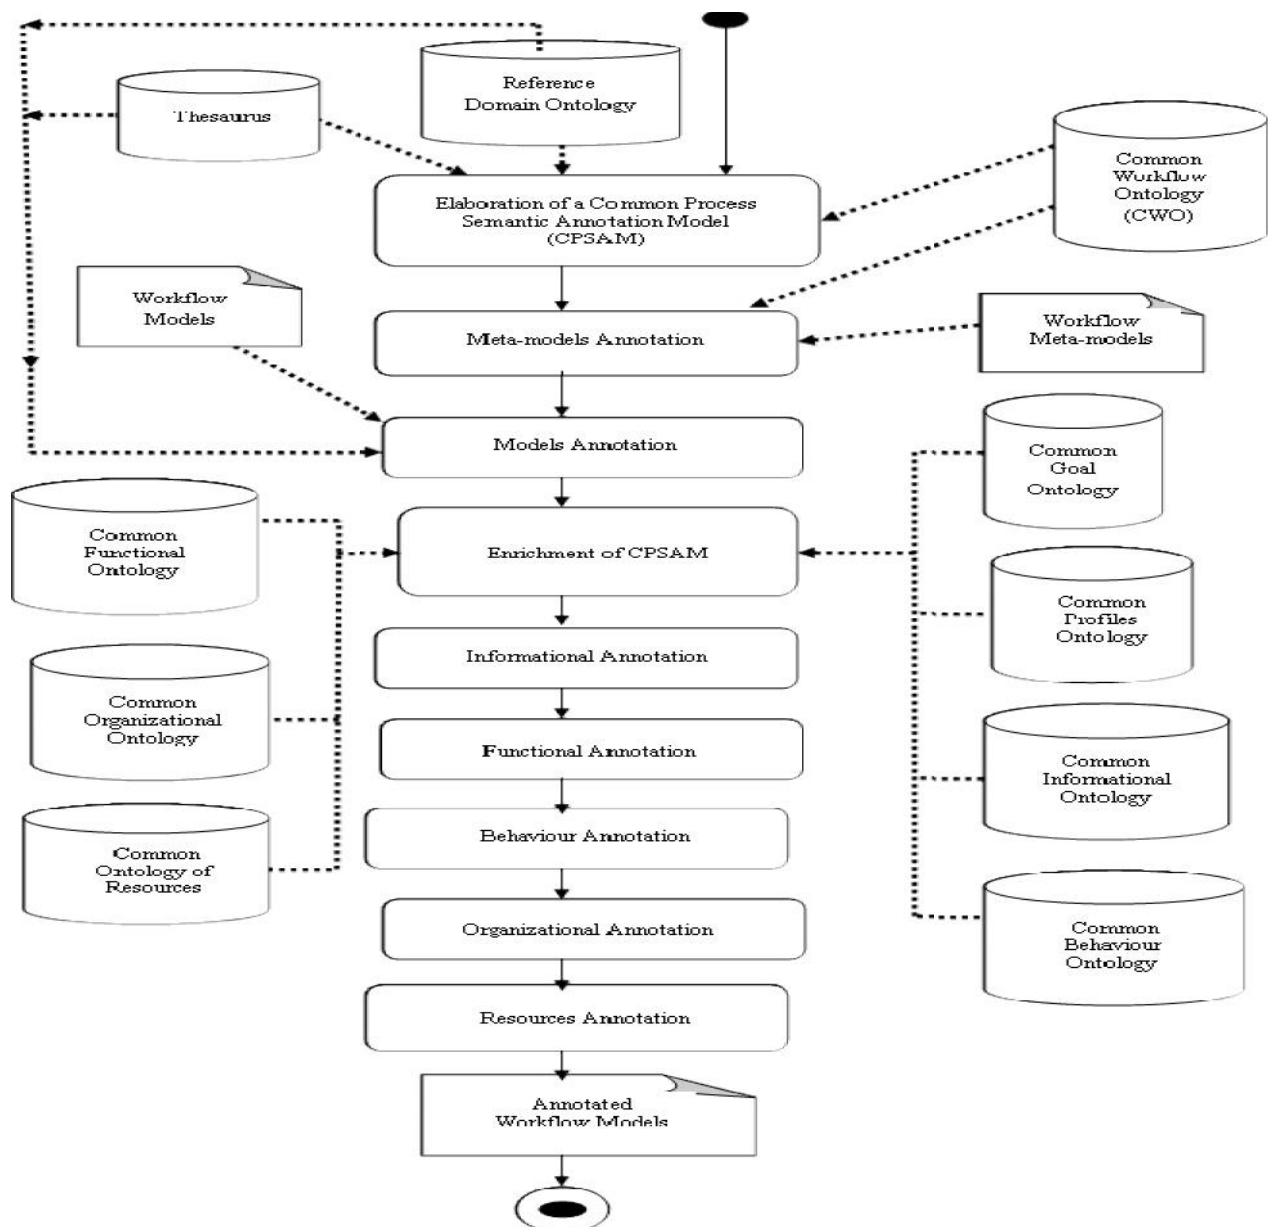 Reference
Domain Ontology
Thesaurus
Common
Workflow
Ontology
(CWO)
Elaboration of a Common Process
Semantic Annotation Model
(CPSAM)
Workflow
Models
Workflow
Meta-models
Meta-models Annotation
Models Annotation
Common
Goal
Ontology
Common
Functional
Ontology
Enrichment of CPSAM
Common
Profiles
Ontology
Informational Annotation
Common
Organizational
Ontology
Functional Annotation
Common
Informational
Ontology
Behaviour Annotation
Common
Ontology of
Resources
Organizational Annotation
Common
Behaviour
Ontology
Resources Annotation
Annotated
Workflow Models